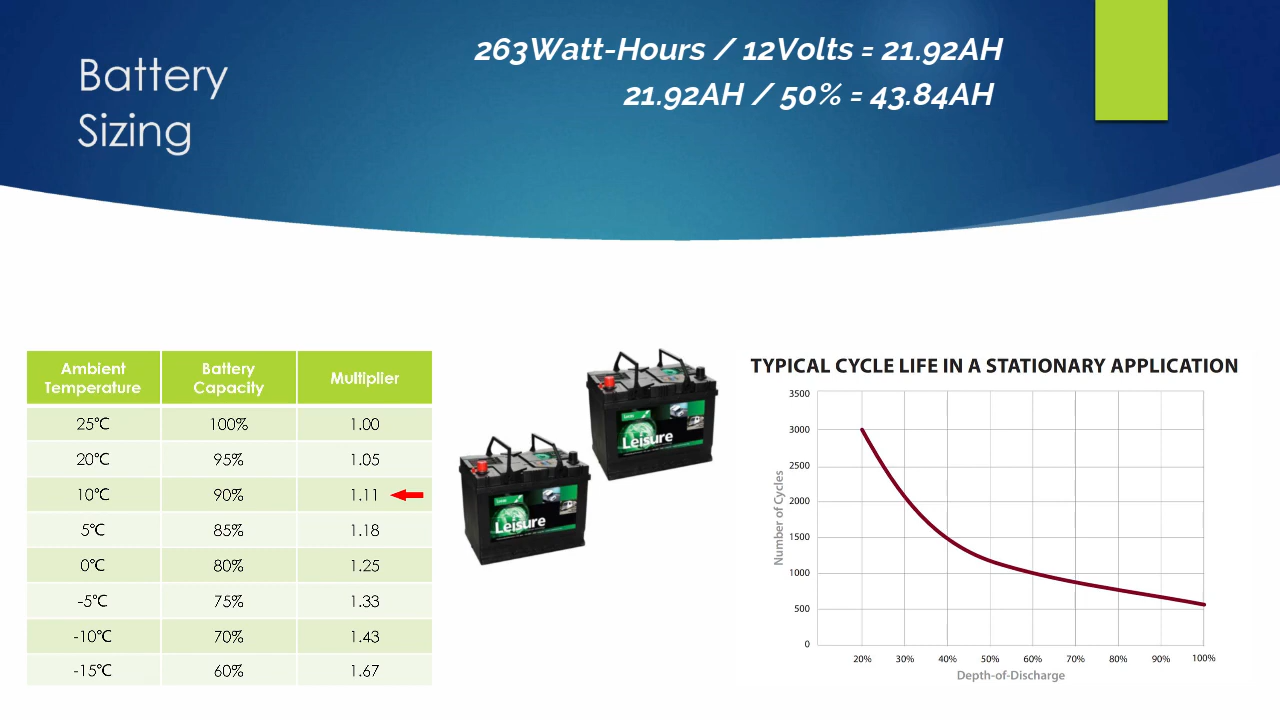 Battery
Sizing
263Watt-Hours / 12Volts = 21.92AH
21.92AH / 50% = 43.84AH
Ambient Temperature Battery Capacity Multiplier
25℃ 100% 1.00
20℃ 95% 1.05
10℃ 90% 1.11
5℃ 85% 1.18
0℃ 80% 1.25
-5℃ 75% 1.33
-10℃ 70% 1.43
-15℃ 60% 1.67
Leisure
Leisure
TYPICAL CYCLE LIFE IN A STATIONARY APPLICATION
Number of Cycles
3500
3000
2500
2000
1500
1000
500
0
20% 30% 40% 50% 60% 70% 80% 90% 100%
Depth-of-Discharge